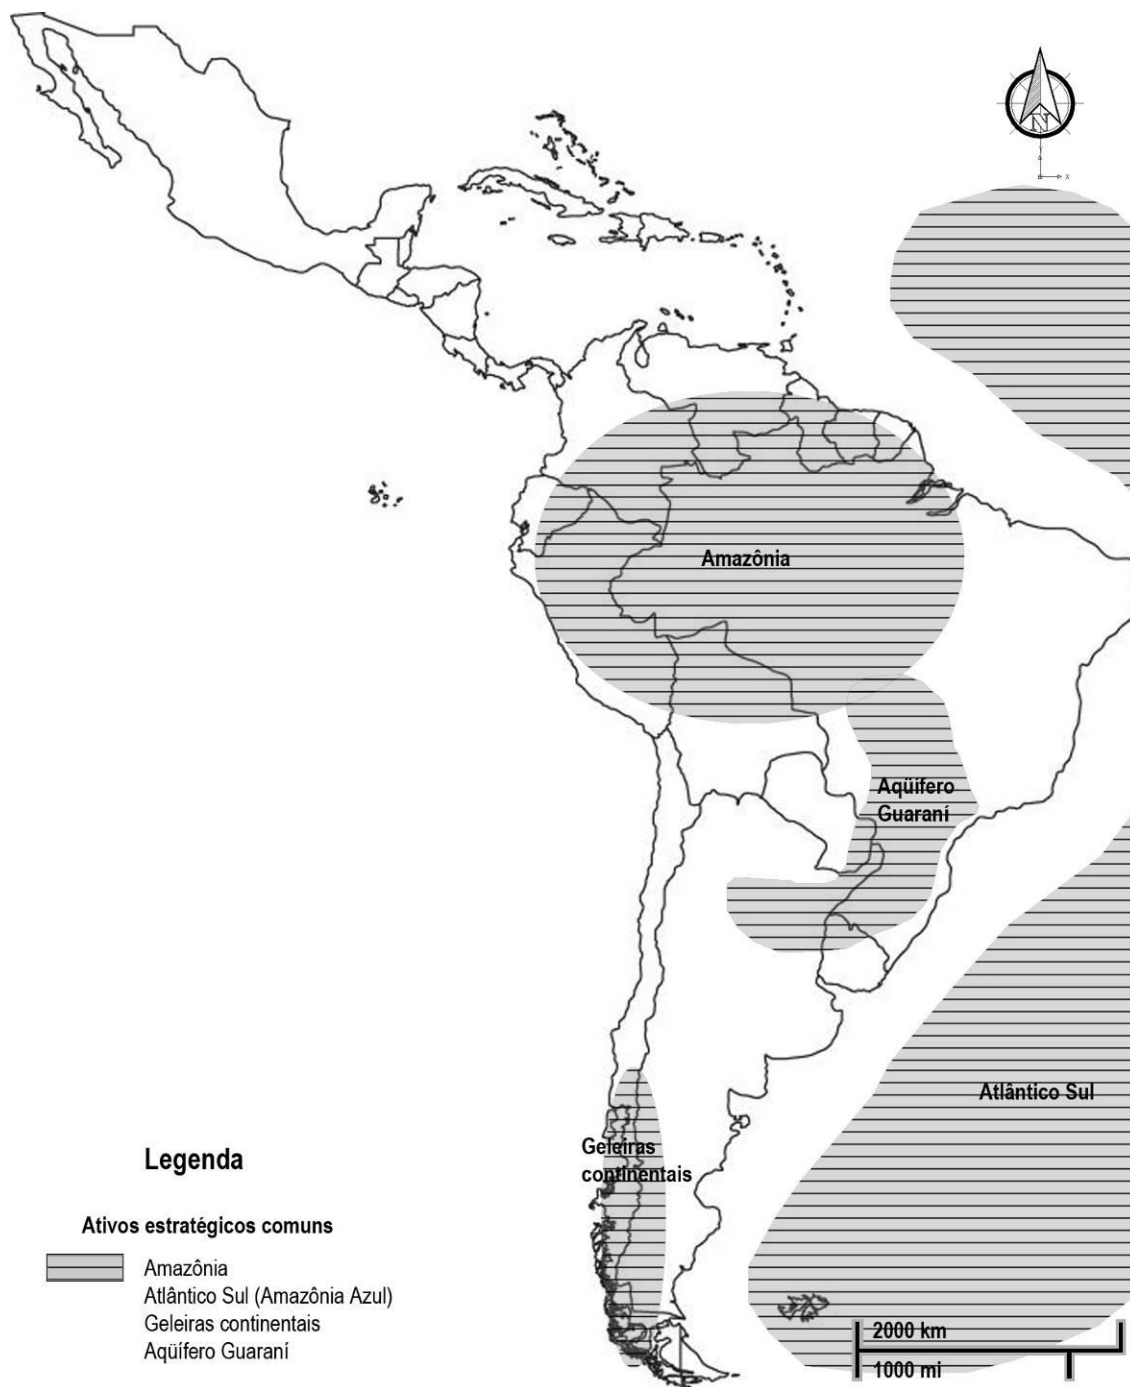 N
Y
X
Amazônia
Aqüífero
Guaraní
Atlântico Sul
Geleiras
continentais
Legenda
Ativos estratégicos comuns
Amazônia
Atlântico Sul (Amazônia Azul)
Geleiras continentais
Aqüífero Guaraní
2000 km
1000 mi